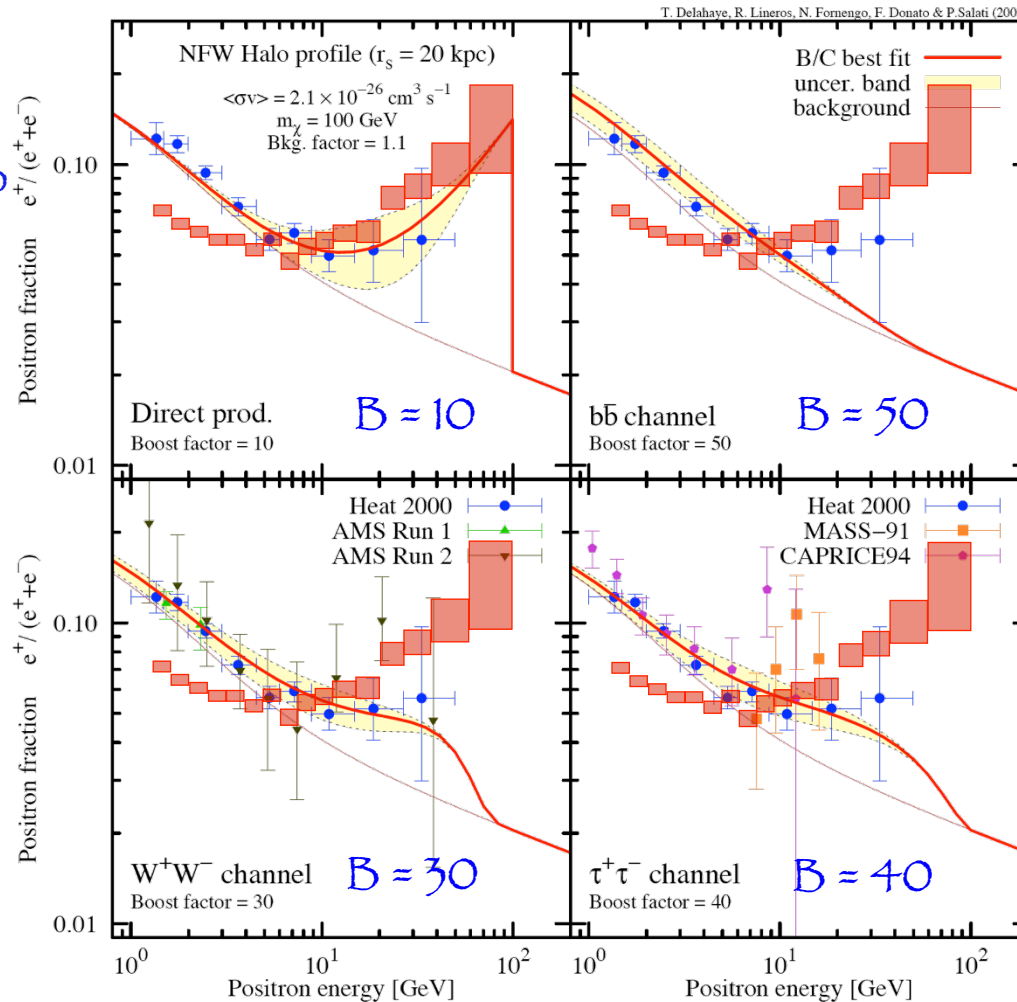 T. Delahaye, R. Lineros, N. Fornengo, F. Donato & P.Salati (200
NFW Halo profile (rₛ = 20 kpc)
<σv> = 2.1 × 10⁻²⁶ cm³ s⁻¹
mᵪ = 100 GeV
Bkg. factor = 1.1
B/C best fit
uncer. band
background
Positron fraction e⁺/ (e⁺+e⁻)
0.10
0.01
Direct prod.
Boost factor = 10
B = 10
bb̄ channel
Boost factor = 50
B = 50
Heat 2000
AMS Run 1
AMS Run 2
Heat 2000
MASS−91
CAPRICE94
Positron fraction e⁺/ (e⁺+e⁻)
0.10
0.01
W⁺W⁻ channel
Boost factor = 30
B = 30
τ⁺τ⁻ channel
Boost factor = 40
B = 40
10⁰ 10¹ 10² 10⁰ 10¹ 10²
Positron energy [GeV] Positron energy [GeV]